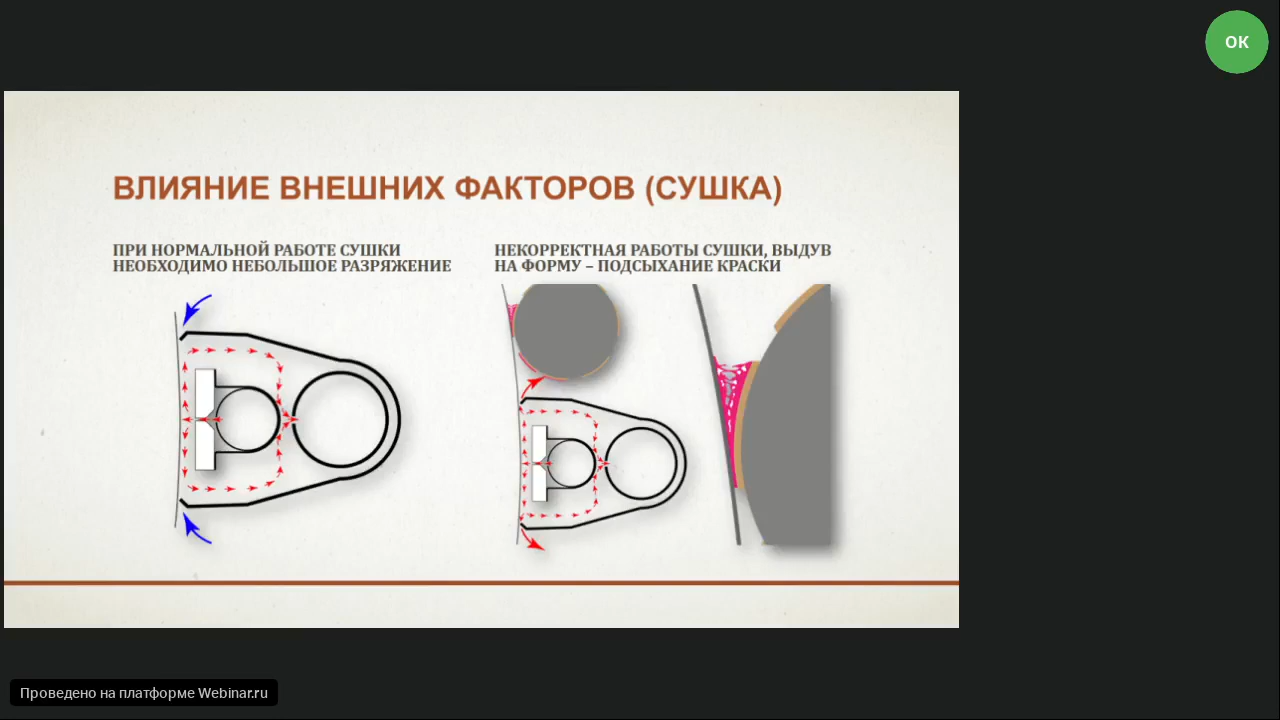 ОК
ВЛИЯНИЕ ВНЕШНИХ ФАКТОРОВ (СУШКА)
ПРИ НОРМАЛЬНОЙ РАБОТЕ СУШКИ
НЕОБХОДИМО НЕБОЛЬШОЕ РАЗРЯЖЕНИЕ
НЕКОРРЕКТНАЯ РАБОТЫ СУШКИ, ВЫДУВ
НА ФОРМУ – ПОДСЫХАНИЕ КРАСКИ
Проведено на платформе Webinar.ru